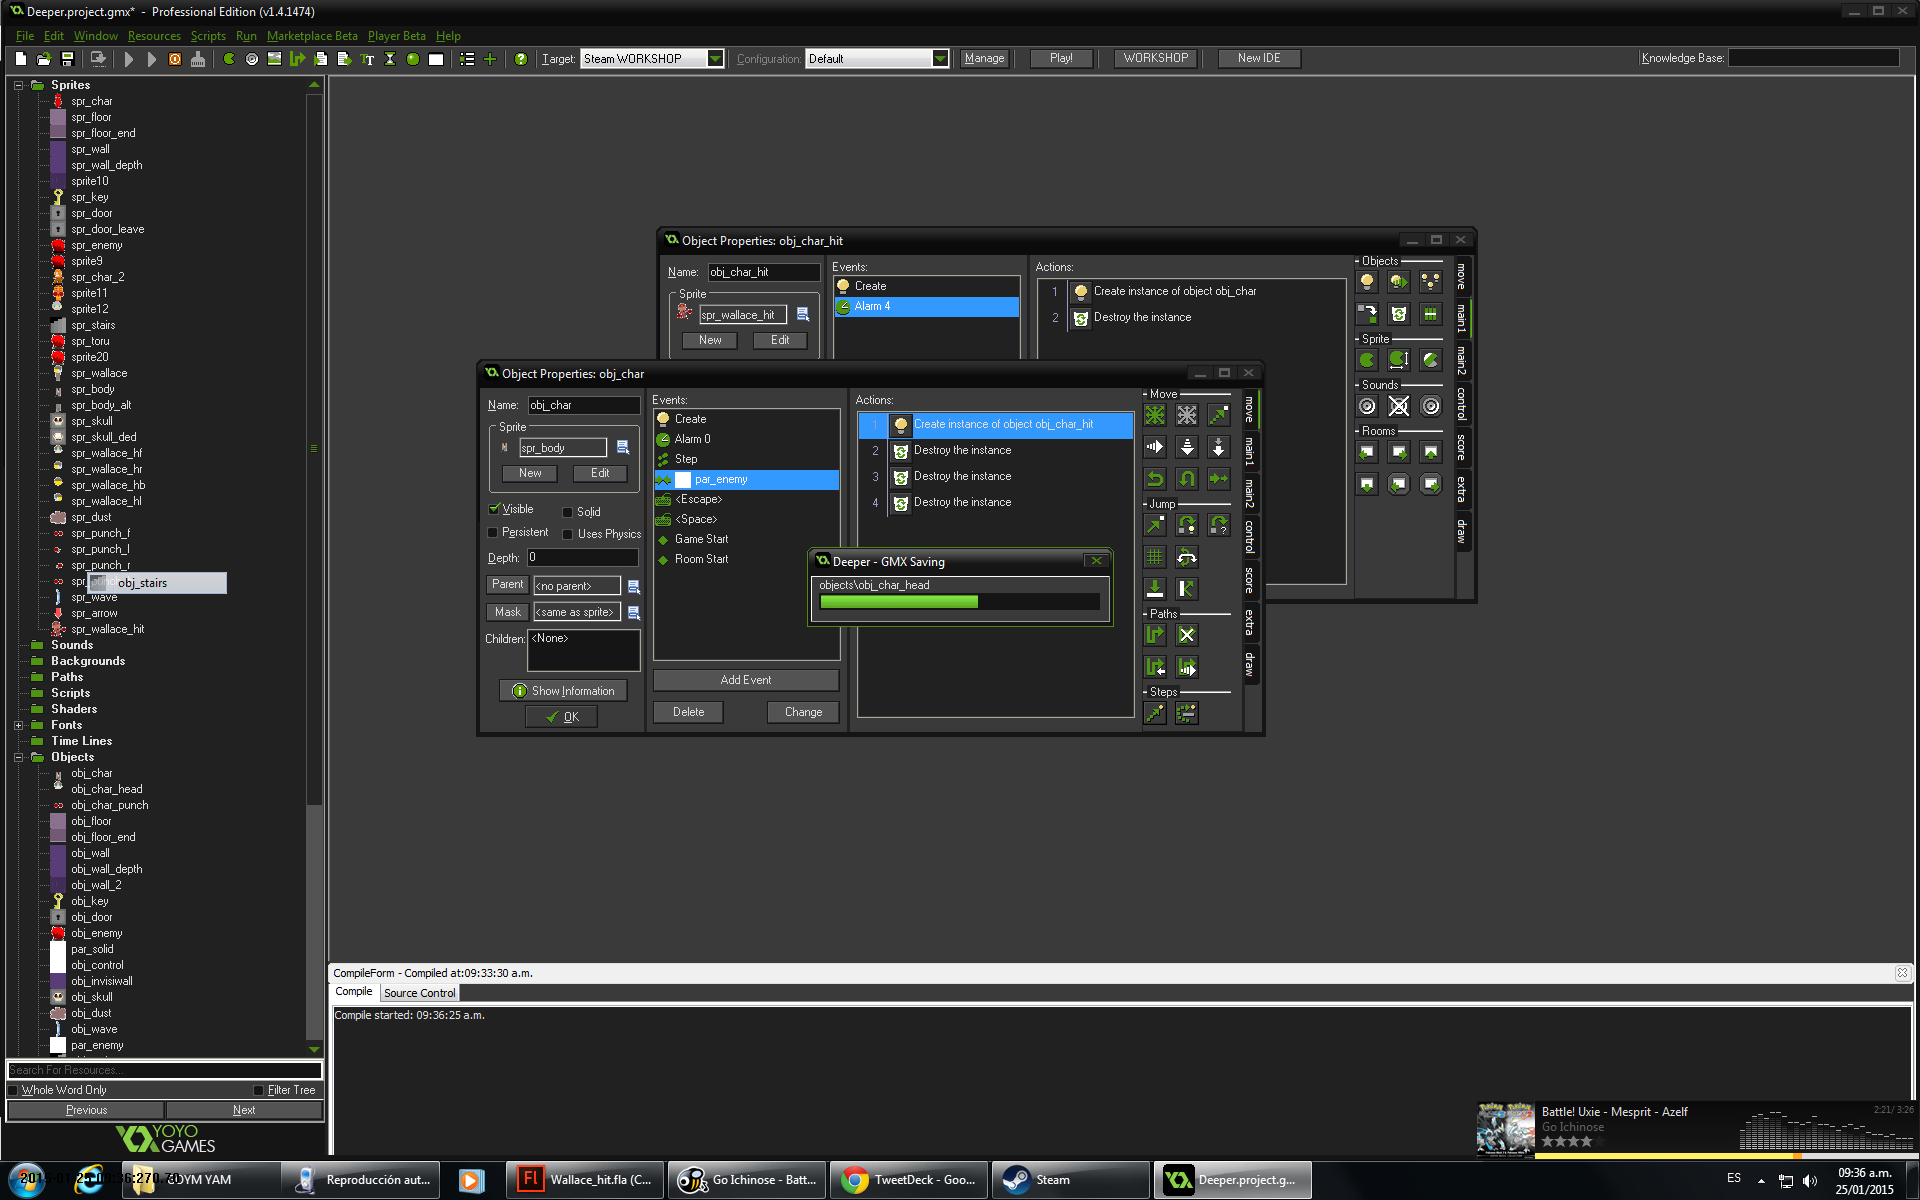 Deeper.project.gmx* - Professional Edition (v1.4.1474)
File Edit Window Resources Scripts Run Marketplace Beta Player Beta Help
Target: Steam WORKSHOP Configuration: Default Manage Play! WORKSHOP New IDE Knowledge Base:
Sprites
spr_char
spr_floor
spr_floor_end
spr_wall
spr_wall_depth
sprite10
spr_key
spr_door
spr_door_leave
spr_enemy
sprite9
spr_char_2
sprite11
sprite12
spr_stairs
spr_toru
sprite20
spr_wallace
spr_body
spr_body_alt
spr_skull
spr_skull_ded
spr_wallace_hf
spr_wallace_hr
spr_wallace_hb
spr_wallace_hl
spr_dust
spr_punch_f
spr_punch_l
spr_punch_r
obj_stairs
spr_wave
spr_arrow
spr_wallace_hit
Sounds
Backgrounds
Paths
Scripts
Shaders
Fonts
Time Lines
Objects
obj_char
obj_char_head
obj_char_punch
obj_floor
obj_floor_end
obj_wall
obj_wall_depth
obj_wall_2
obj_key
obj_door
obj_enemy
par_solid
obj_control
obj_invisiwall
obj_skull
obj_dust
obj_wave
par_enemy
Search For Resources...
Whole Word Only Filter Tree
Previous Next
YOYO
GAMES
Object Properties: obj_char_hit
Name: obj_char_hit
Sprite
spr_wallace_hit
New Edit
Events:
Create
Alarm 4
Actions:
1 Create instance of object obj_char
2 Destroy the instance
Objects
Sprite
Sounds
Rooms
move
main1
main2
control
score
extra
draw
Object Properties: obj_char
Name: obj_char
Sprite
spr_body
New Edit
Visible Solid
Persistent Uses Physics
Depth: 0
Parent <no parent>
Mask <same as sprite>
Children: <None>
Show Information
OK
Events:
Create
Alarm 0
Step
par_enemy
<Escape>
<Space>
Game Start
Room Start
Add Event
Delete Change
Actions:
1 Create instance of object obj_char_hit
2 Destroy the instance
3 Destroy the instance
4 Destroy the instance
Move
Jump
Paths
Steps
move
main1
main2
control
score
extra
draw
Deeper - GMX Saving
objects\obj_char_head
CompileForm - Compiled at:09:33:30 a.m.
Compile Source Control
Compile started: 09:36:25 a.m.
Battle! Uxie - Mesprit - Azelf 2:21/ 3:26
Go Ichinose
YAM Reproducción aut... Wallace_hit.fla (C... Go Ichinose - Batt... TweetDeck - Goo... Steam Deeper.project.g... ES 09:36 a.m.
25/01/2015